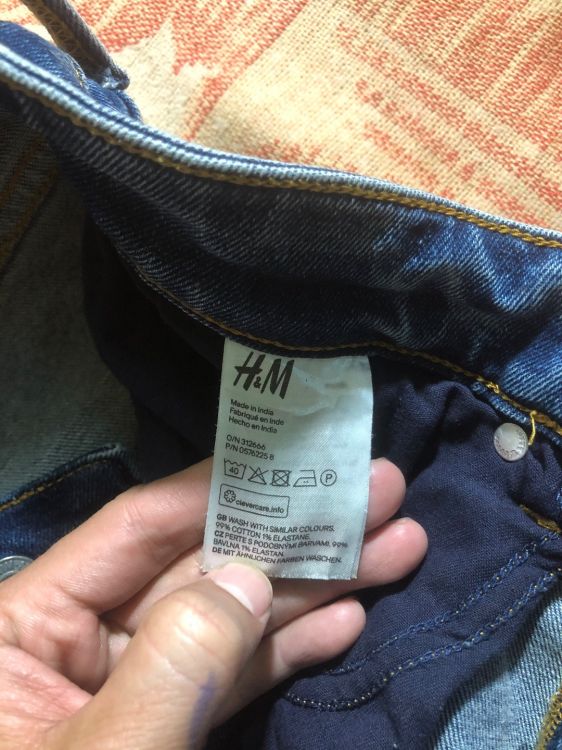 H&M
Made in India
Fabriqué en Inde
Hecho en India
O/N 312666
P/N 0576225 8
40
P
clevercare.info
GB WASH WITH SIMILAR COLOURS.
99% COTTON 1% ELASTANE.
CZ PERTE S PODOBNÝMI BARVAMI. 99%
BAVLNA 1% ELASTAN.
DE MIT ÄHNLICHEN FARBEN WASCHEN.